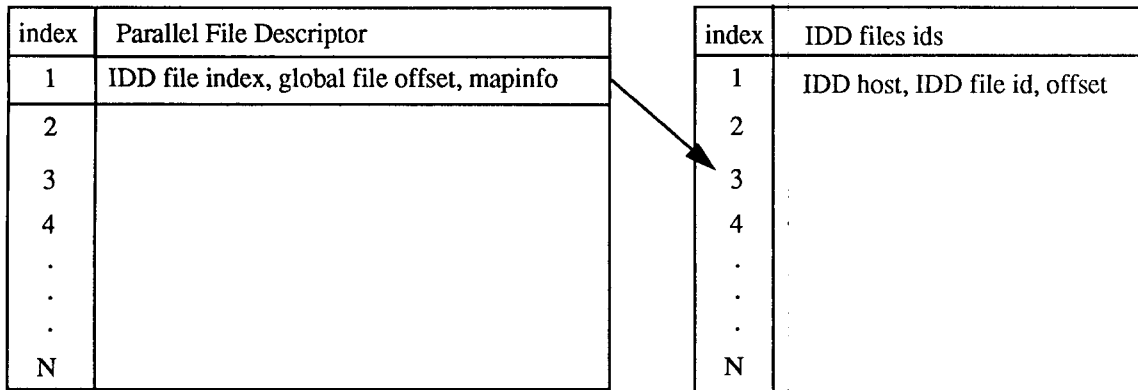 index Parallel File Descriptor
1 IDD file index, global file offset, mapinfo
2
3
4
.
.
.
N
index IDD files ids
1 IDD host, IDD file id, offset
2
3
4
.
.
.
N